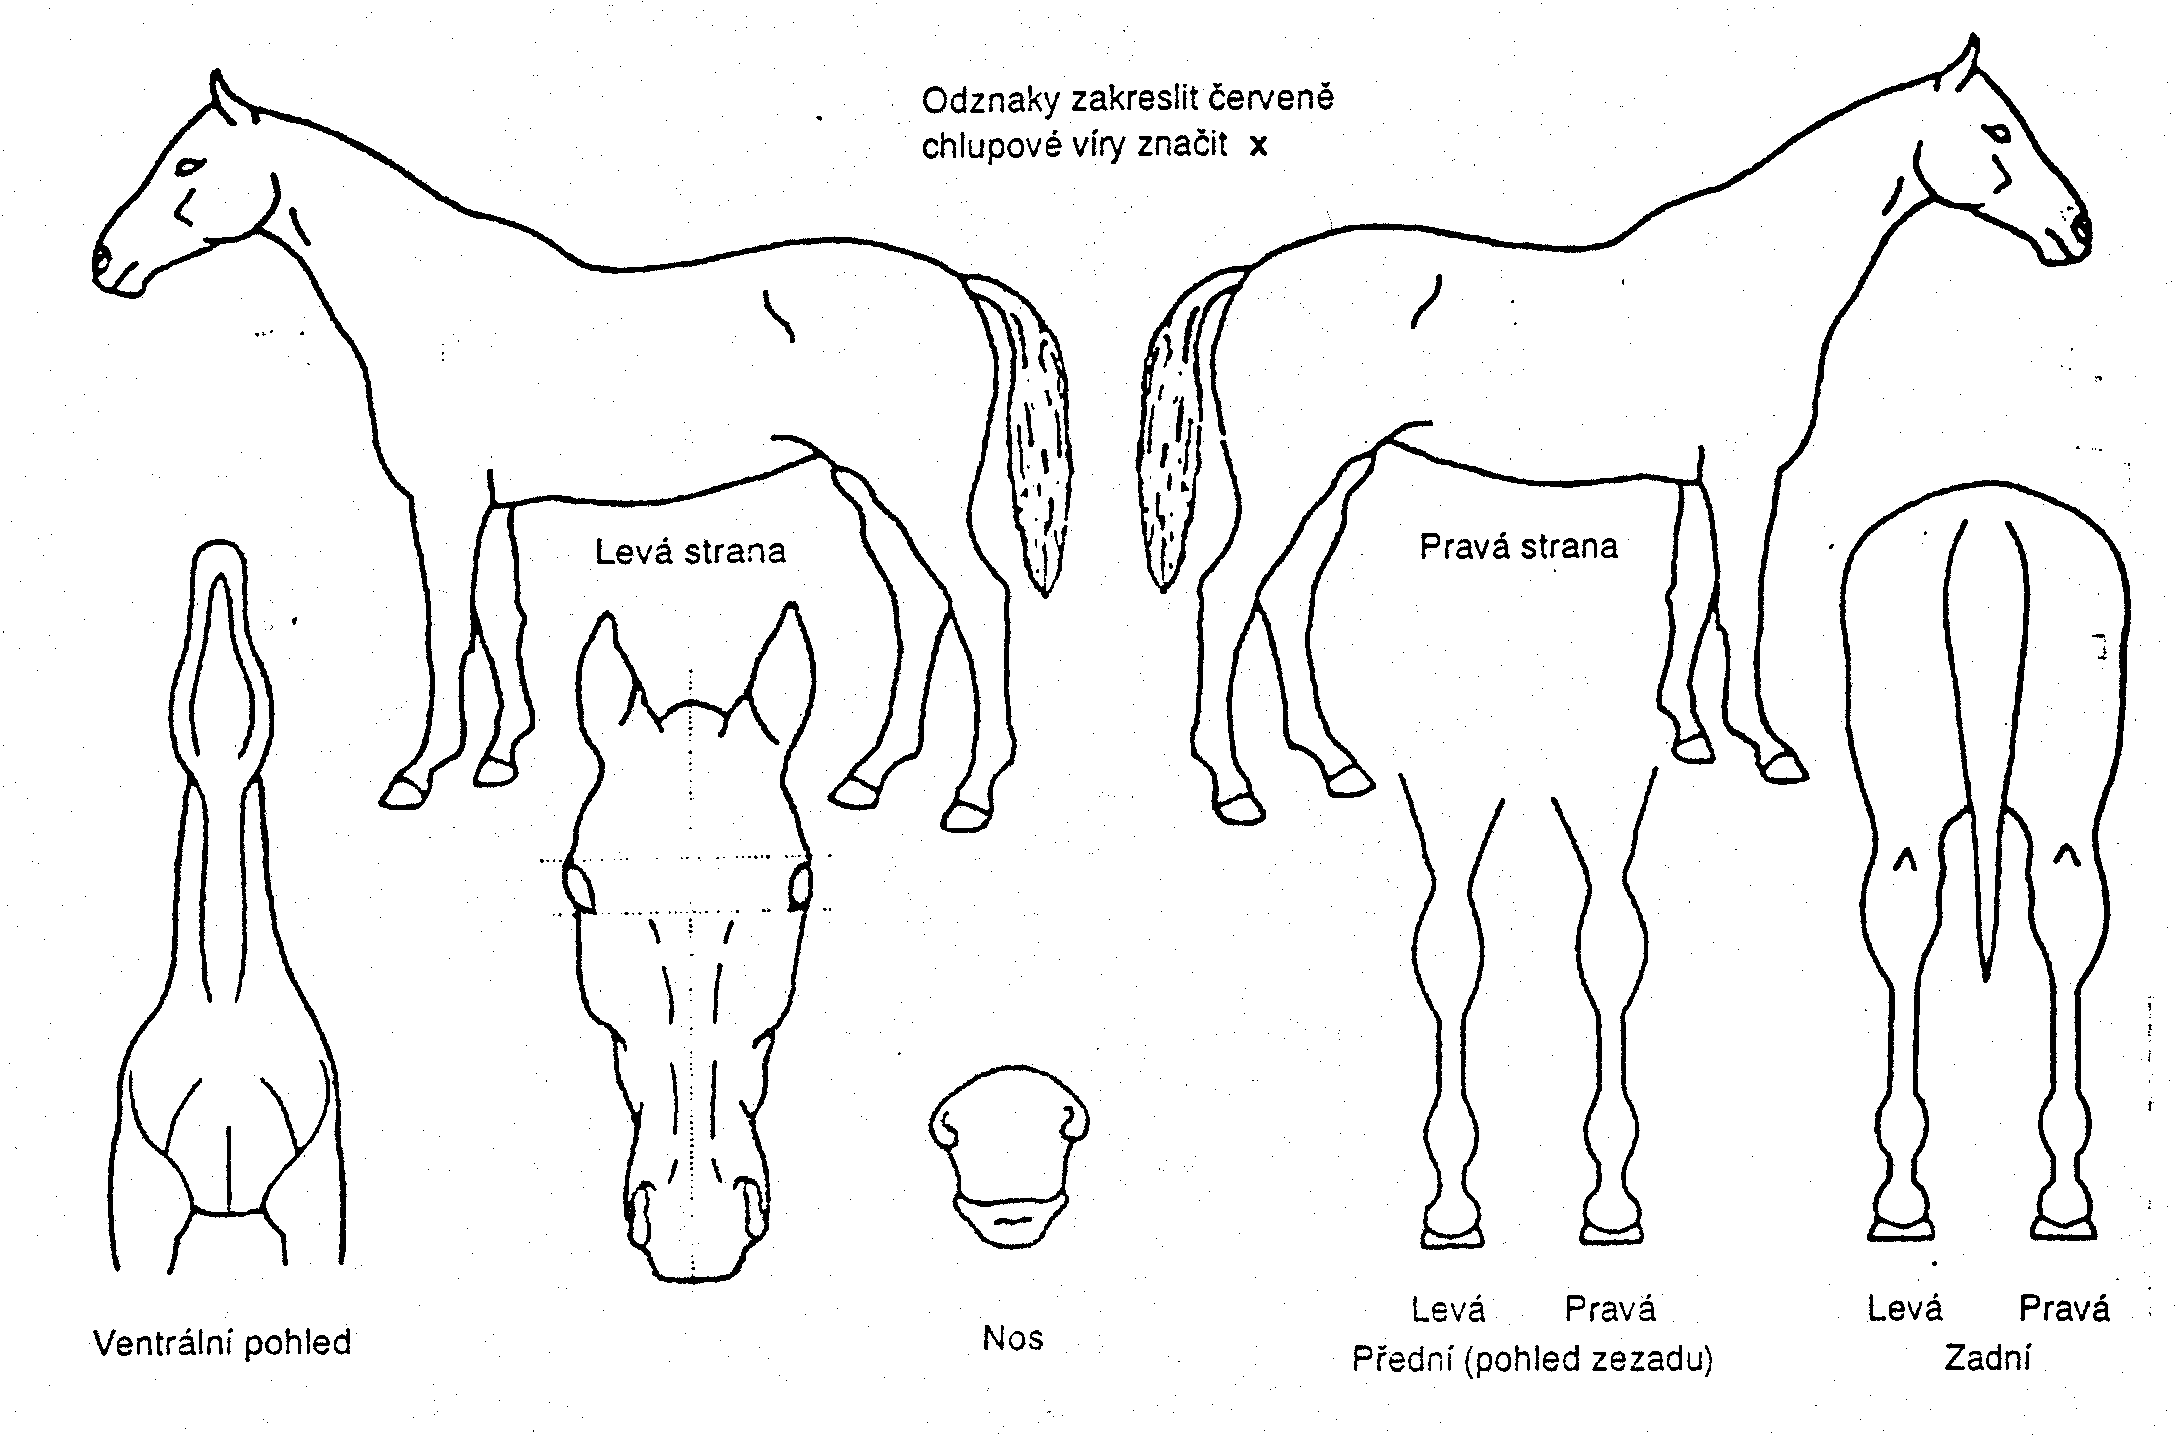 Odznaky zakreslit červeně
chlupové víry značit x
Levá strana
Pravá strana
Ventrální pohled
Nos
Levá Pravá
Přední (pohled zezadu)
Levá Pravá
Zadní